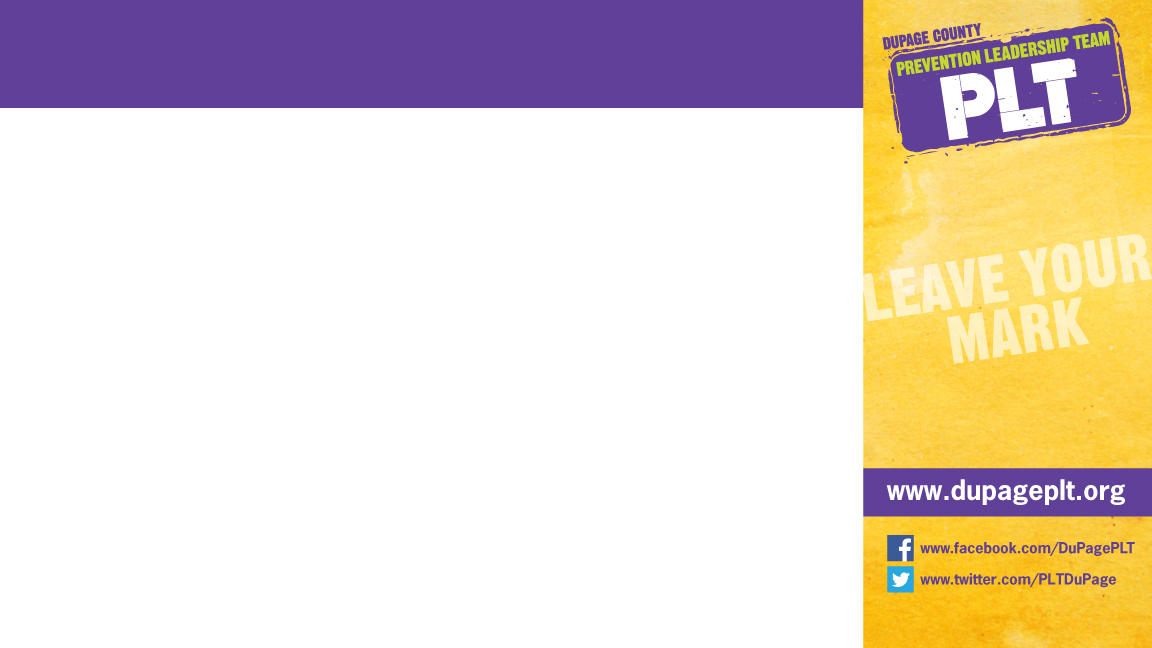 DUPAGE COUNTY
PREVENTION LEADERSHIP TEAM
PLT
LEAVE YOUR
MARK
www.dupageplt.org
www.facebook.com/DuPagePLT
www.twitter.com/PLTDuPage